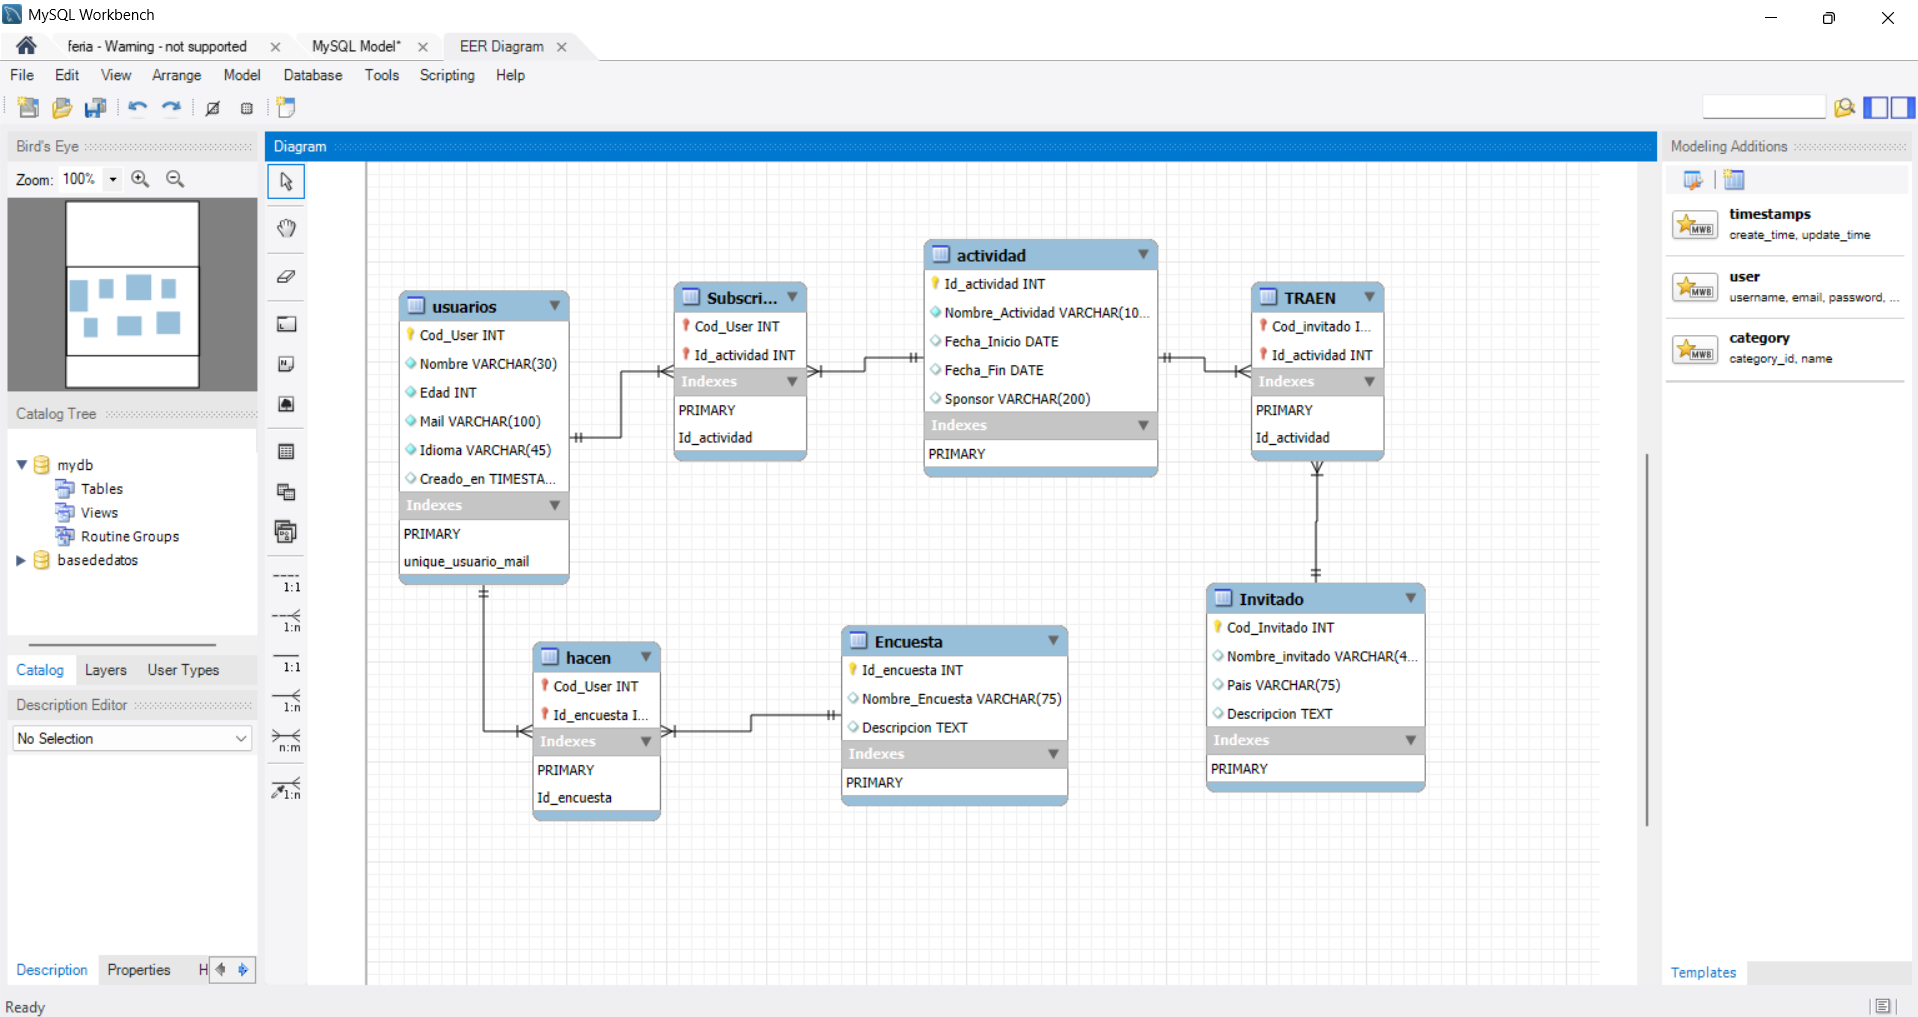 MySQL Workbench
feria - Warning - not supported
MySQL Model*
EER Diagram
File Edit View Arrange Model Database Tools Scripting Help
Bird's Eye
Zoom: 100%
Catalog Tree
mydb
Tables
Views
Routine Groups
basededatos
Catalog Layers User Types
Description Editor
No Selection
Description Properties H
Ready
Diagram
1:1
1:n
1:1
1:n
n:m
1:n
usuarios
Cod_User INT
Nombre VARCHAR(30)
Edad INT
Mail VARCHAR(100)
Idioma VARCHAR(45)
Creado_en TIMESTA...
Indexes
PRIMARY
unique_usuario_mail
Subscri...
Cod_User INT
Id_actividad INT
Indexes
PRIMARY
Id_actividad
actividad
Id_actividad INT
Nombre_Actividad VARCHAR(10...
Fecha_Inicio DATE
Fecha_Fin DATE
Sponsor VARCHAR(200)
Indexes
PRIMARY
TRAEN
Cod_invitado I...
Id_actividad INT
Indexes
PRIMARY
Id_actividad
hacen
Cod_User INT
Id_encuesta I...
Indexes
PRIMARY
Id_encuesta
Encuesta
Id_encuesta INT
Nombre_Encuesta VARCHAR(75)
Descripcion TEXT
Indexes
PRIMARY
Invitado
Cod_Invitado INT
Nombre_invitado VARCHAR(4...
Pais VARCHAR(75)
Descripcion TEXT
Indexes
PRIMARY
Modeling Additions
MWB
timestamps
create_time, update_time
MWB
user
username, email, password, ...
MWB
category
category_id, name
Templates